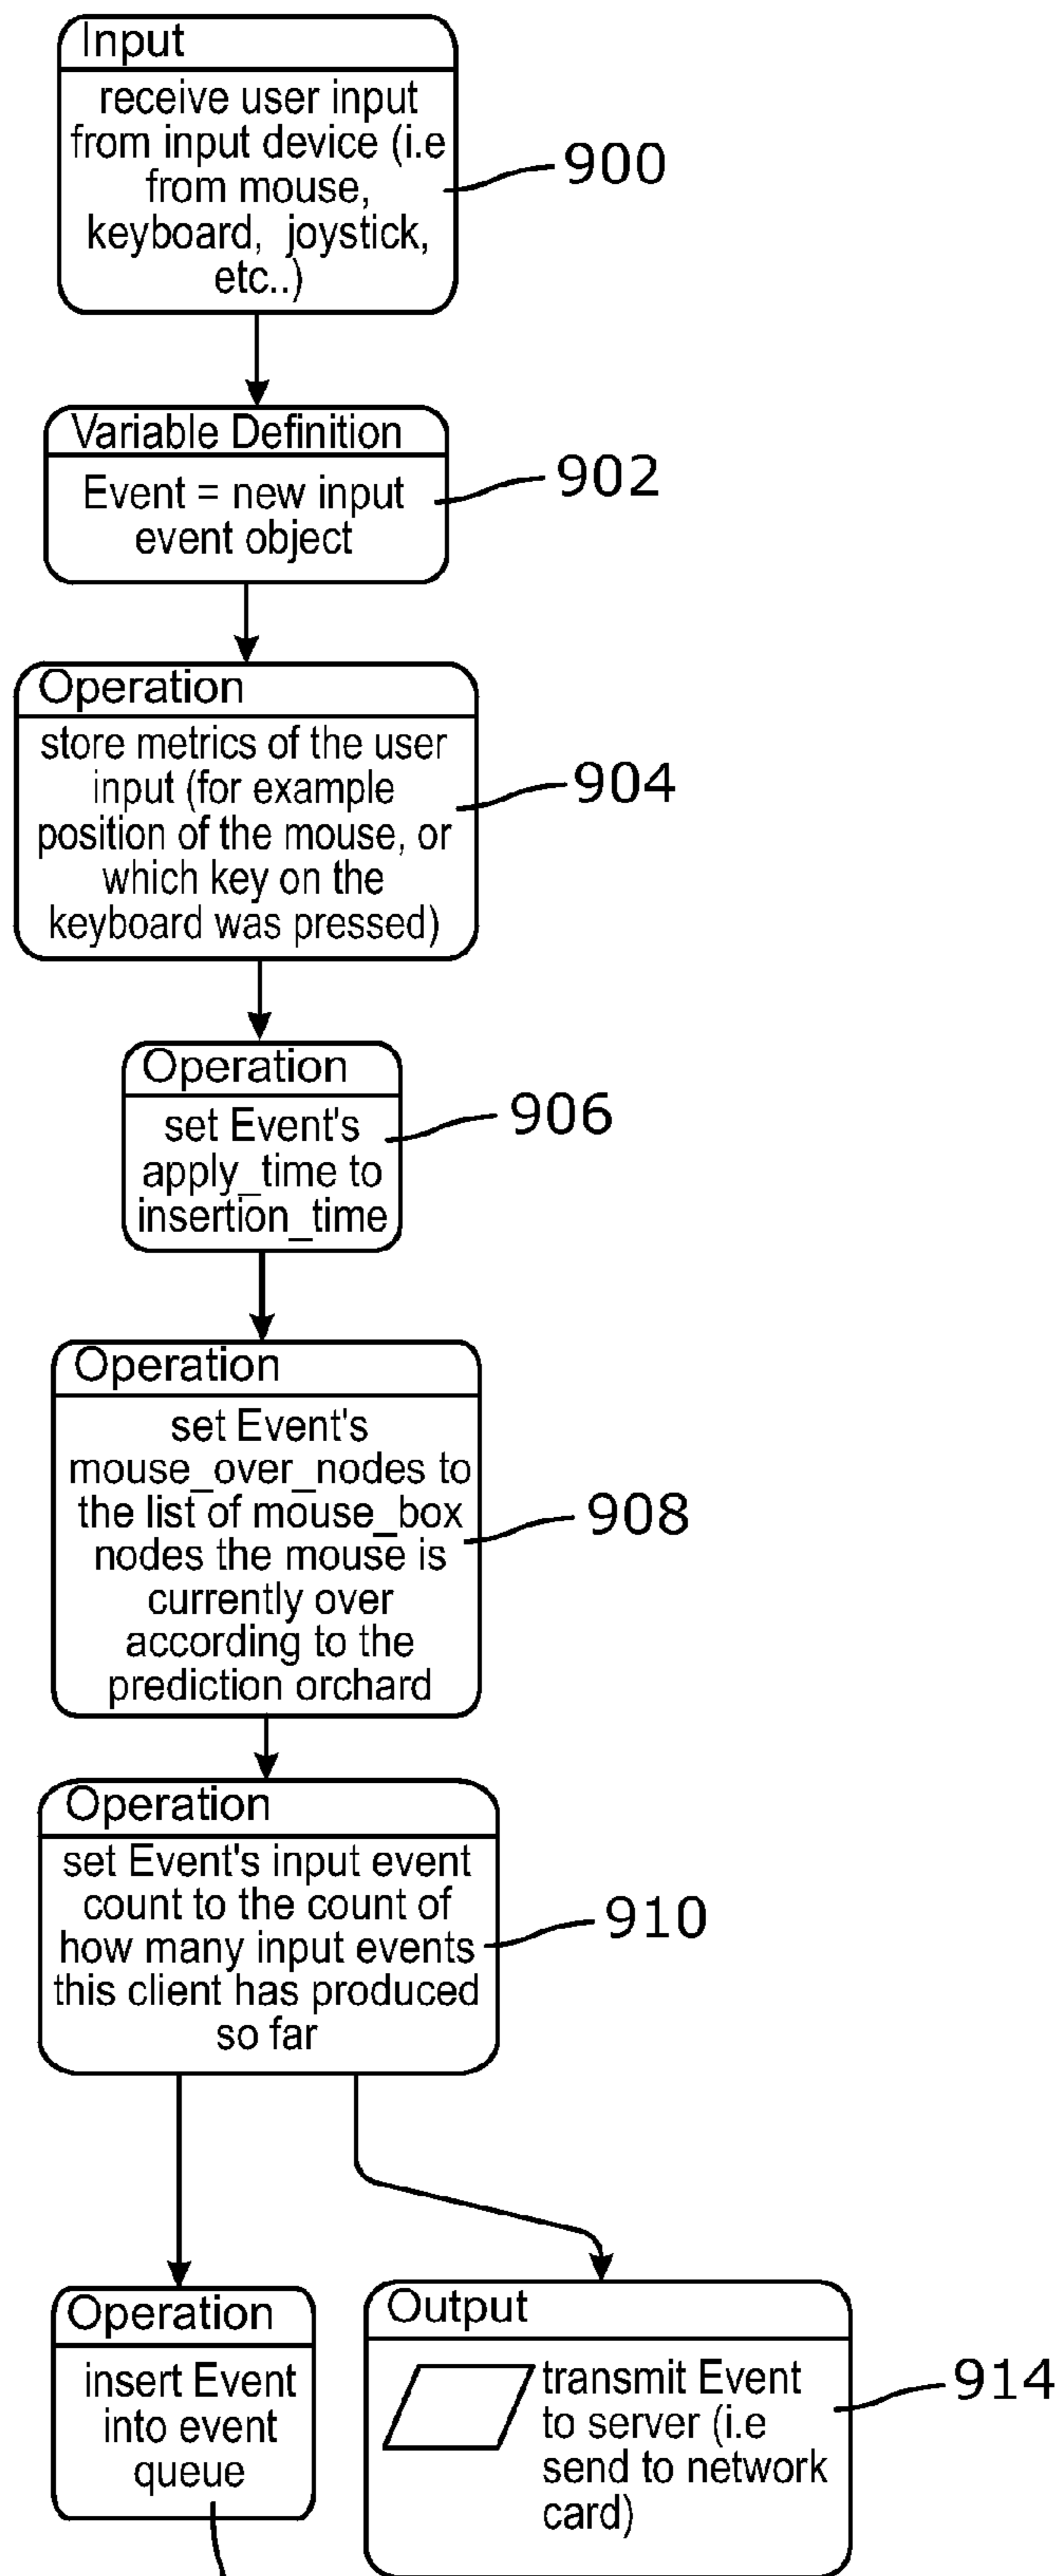 Input
receive user input
from input device (i.e
from mouse,
keyboard, joystick,
etc..)
900
Variable Definition
Event = new input
event object
902
Operation
store metrics of the user
input (for example
position of the mouse, or
which key on the
keyboard was pressed)
904
Operation
set Event's
apply_time to
insertion_time
906
Operation
set Event's
mouse_over_nodes to
the list of mouse_box
nodes the mouse is
currently over
according to the
prediction orchard
908
Operation
set Event's input event
count to the count of
how many input events
this client has produced
so far
910
Operation
insert Event
into event
queue
Output
transmit Event
to server (i.e
send to network
card)
914